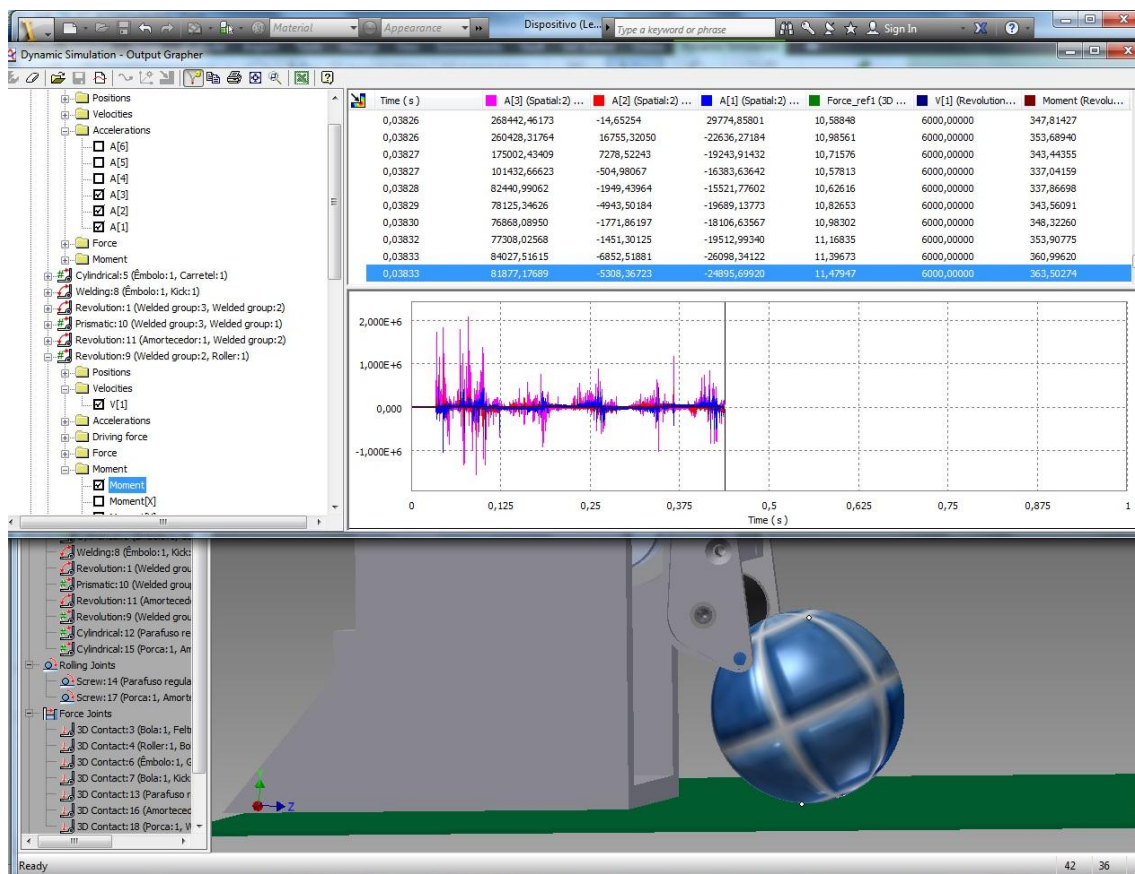 Material
Appearance
Dispositivo (Le...
Type a keyword or phrase
Sign In
Dynamic Simulation - Output Grapher
Positions
Velocities
Accelerations
A[6]
A[5]
A[4]
A[3]
A[2]
A[1]
Force
Moment
Cylindrical:5 (Êmbolo:1, Carretel:1)
Welding:8 (Êmbolo:1, Kick:1)
Revolution:1 (Welded group:3, Welded group:2)
Prismatic:10 (Welded group:3, Welded group:1)
Revolution:11 (Amortecedor:1, Welded group:2)
Revolution:9 (Welded group:2, Roller:1)
Positions
Velocities
V[1]
Accelerations
Driving force
Force
Moment
Moment
Moment[X]
Time ( s ) A[3] (Spatial:2) ... A[2] (Spatial:2) ... A[1] (Spatial:2) ... Force_ref1 (3D ... V[1] (Revolution... Moment (Revolu...
0,03826 268442,46173 -14,65254 29774,85801 10,58848 6000,00000 347,81427
0,03826 260428,31764 16755,32050 -22636,27184 10,98561 6000,00000 353,68940
0,03827 175002,43409 7278,52243 -19243,91432 10,71576 6000,00000 343,44355
0,03827 101432,66623 -504,98067 -16383,63642 10,57813 6000,00000 337,04159
0,03828 82440,99062 -1949,43964 -15521,77602 10,62616 6000,00000 337,86698
0,03829 78125,34626 -4943,50184 -19689,13773 10,82653 6000,00000 343,56091
0,03830 76868,08950 -1771,86197 -18106,63567 10,98302 6000,00000 348,32260
0,03832 77308,02568 -1451,30125 -19512,99340 11,16835 6000,00000 353,90775
0,03833 84027,51615 -6852,51881 -26098,34122 11,39673 6000,00000 360,99620
0,03833 81877,17689 -5308,36723 -24895,69920 11,47947 6000,00000 363,50274
2,000E+6
1,000E+6
0,000
-1,000E+6
0 0,125 0,25 0,375 0,5 0,625 0,75 0,875 1
Time ( s )
Welding:8 (Êmbolo:1, Kick:
Revolution:1 (Welded grou
Prismatic:10 (Welded grou
Revolution:11 (Amorteced
Revolution:9 (Welded grou
Cylindrical:12 (Parafuso re
Cylindrical:15 (Porca:1, Am
Rolling Joints
Screw:14 (Parafuso regula
Screw:17 (Porca:1, Amorte
Force Joints
3D Contact:3 (Bola:1, Felt
3D Contact:4 (Roller:1, Bo
3D Contact:6 (Êmbolo:1, G
3D Contact:7 (Bola:1, Kick
3D Contact:13 (Parafuso r
3D Contact:16 (Amorteced
3D Contact:18 (Porca:1, W
Z
Ready
42 36